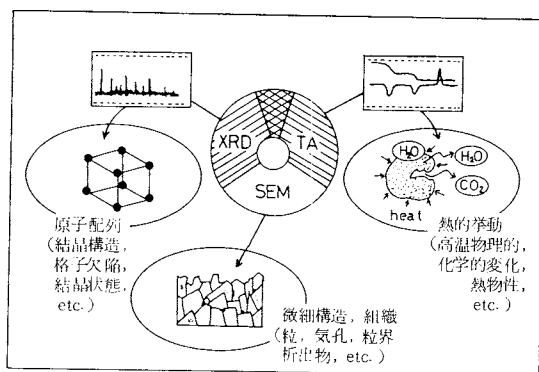 XRD
TA
SEM
原子配列
(結晶構造,
格子欠陥,
結晶状態,
etc.)
H₂O
H₂O
CO₂
heat
熱的挙動
(高温物理的,
化学的変化,
熱物性,
etc.)
微細構造,組織
(粒,気孔,粒界
析出物,etc.)